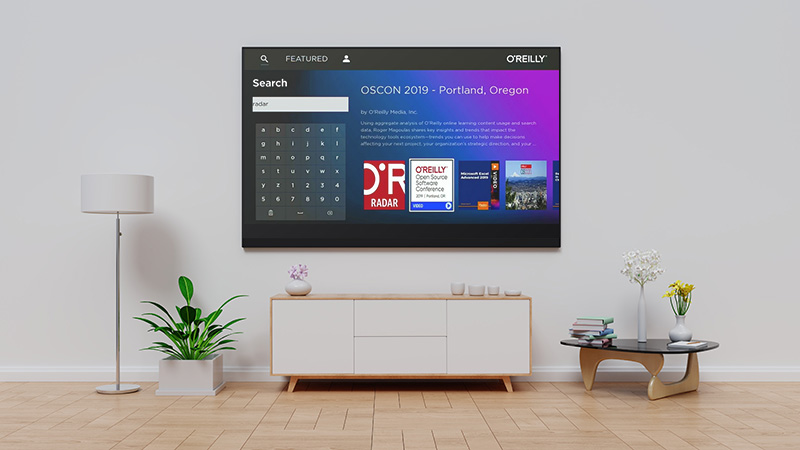 FEATURED
O'REILLY
Search
radar
OSCON 2019 - Portland, Oregon
by O'Reilly Media, Inc.
Using aggregate analysis of O'Reilly online learning content usage and search
data, Roger Magoulas shares key insights and trends that impact the
technology tools ecosystem—trends you can use to help make decisions
affecting your next project, your organization's strategic direction, and your ...
a b c d e f
g h i j k l
m n o p q r
s t u v w x
y z 1 2 3 4
5 6 7 8 9 0
O'R
RADAR
O'REILLY
Open Source
Software
Conference
2019 | Portland, OR
VIDEO
Microsoft Excel
Advanced 2019
VIDEO